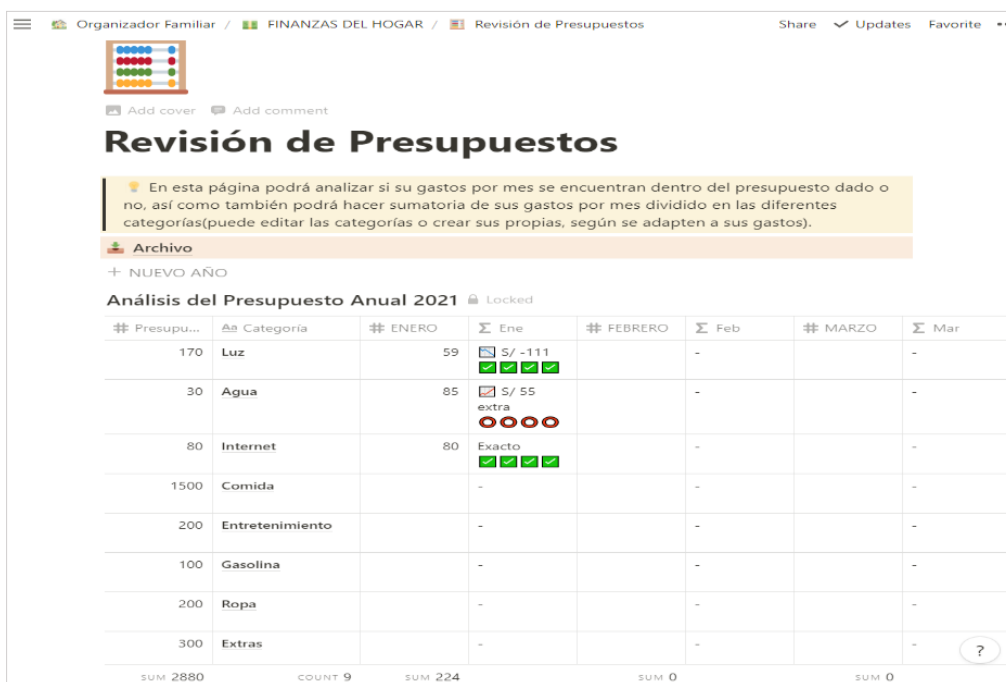 Organizador Familiar / FINANZAS DEL HOGAR / Revisión de Presupuestos Share Updates Favorite
Add cover Add comment
Revisión de Presupuestos
En esta página podrá analizar si su gastos por mes se encuentran dentro del presupuesto dado o
no, así como también podrá hacer sumatoria de sus gastos por mes dividido en las diferentes
categorías(puede editar las categorías o crear sus propias, según se adapten a sus gastos).
Archivo
+ NUEVO AÑO
Análisis del Presupuesto Anual 2021 Locked
# Presupu... Aa Categoría # ENERO Σ Ene # FEBRERO Σ Feb # MARZO Σ Mar
170 Luz 59 S/ -111 - -
30 Agua 85 S/ 55 - -
extra
80 Internet 80 Exacto - -
1500 Comida - - -
200 Entretenimiento - - -
100 Gasolina - - -
200 Ropa - - -
300 Extras - - -
?
SUM 2880 COUNT 9 SUM 224 SUM 0 SUM 0